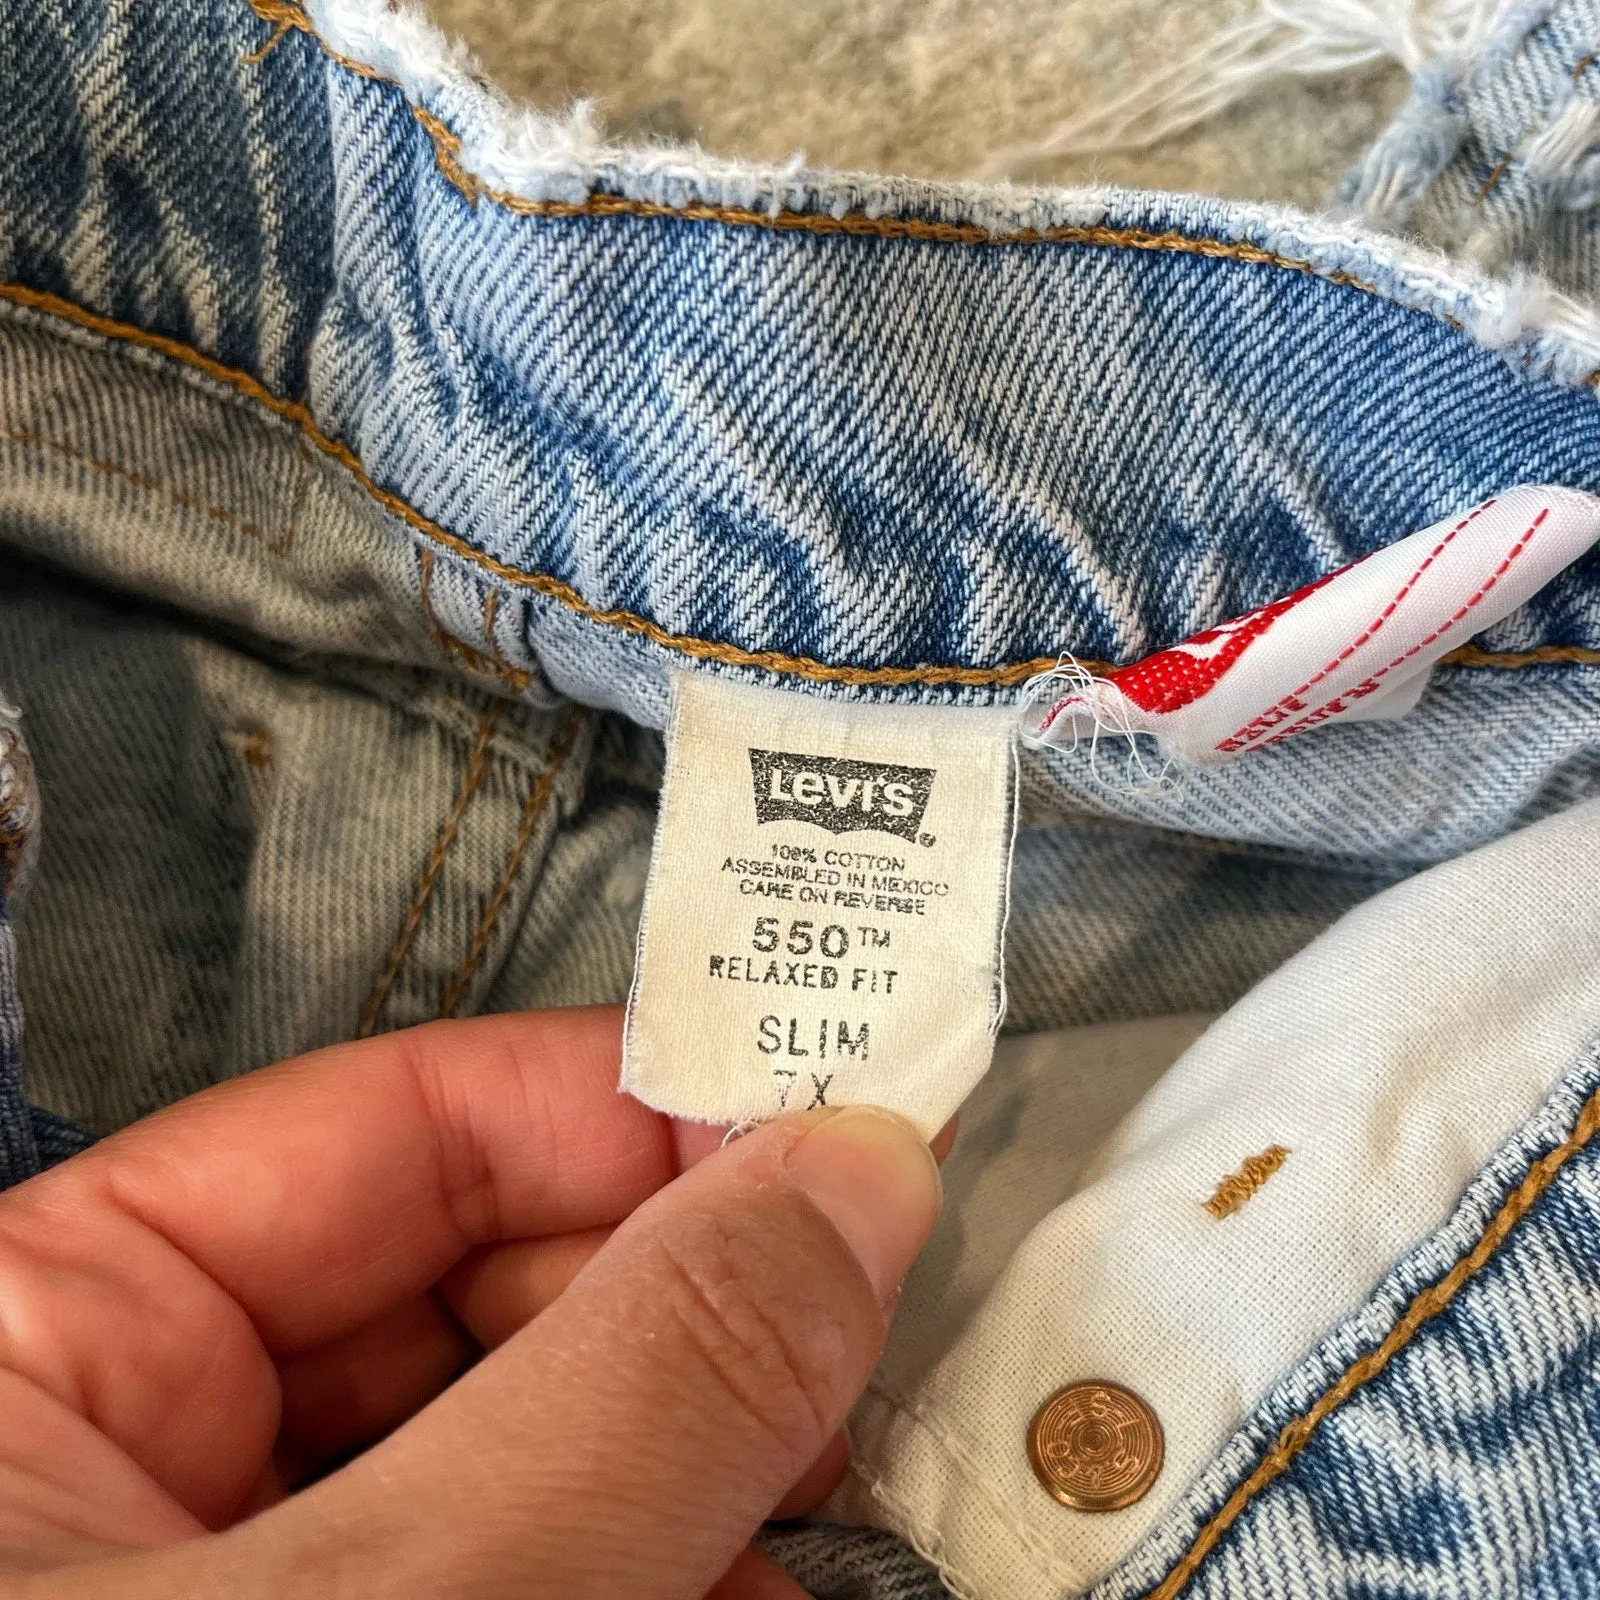 Levi's®
100% COTTON
ASSEMBLED IN MEXICO
CARE ON REVERSE
550™
RELAXED FIT
SLIM
7X